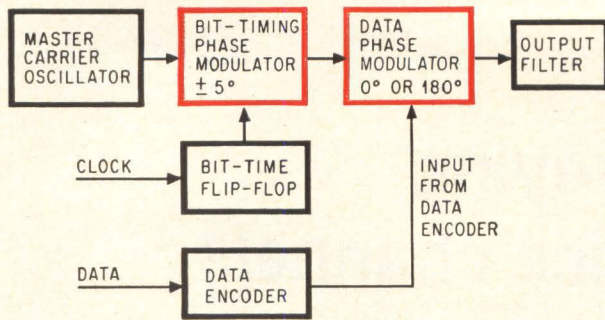 MASTER
CARRIER
OSCILLATOR
BIT-TIMING
PHASE
MODULATOR
± 5°
DATA
PHASE
MODULATOR
0° OR 180°
OUTPUT
FILTER
CLOCK
BIT-TIME
FLIP-FLOP
INPUT
FROM
DATA
ENCODER
DATA
DATA
ENCODER